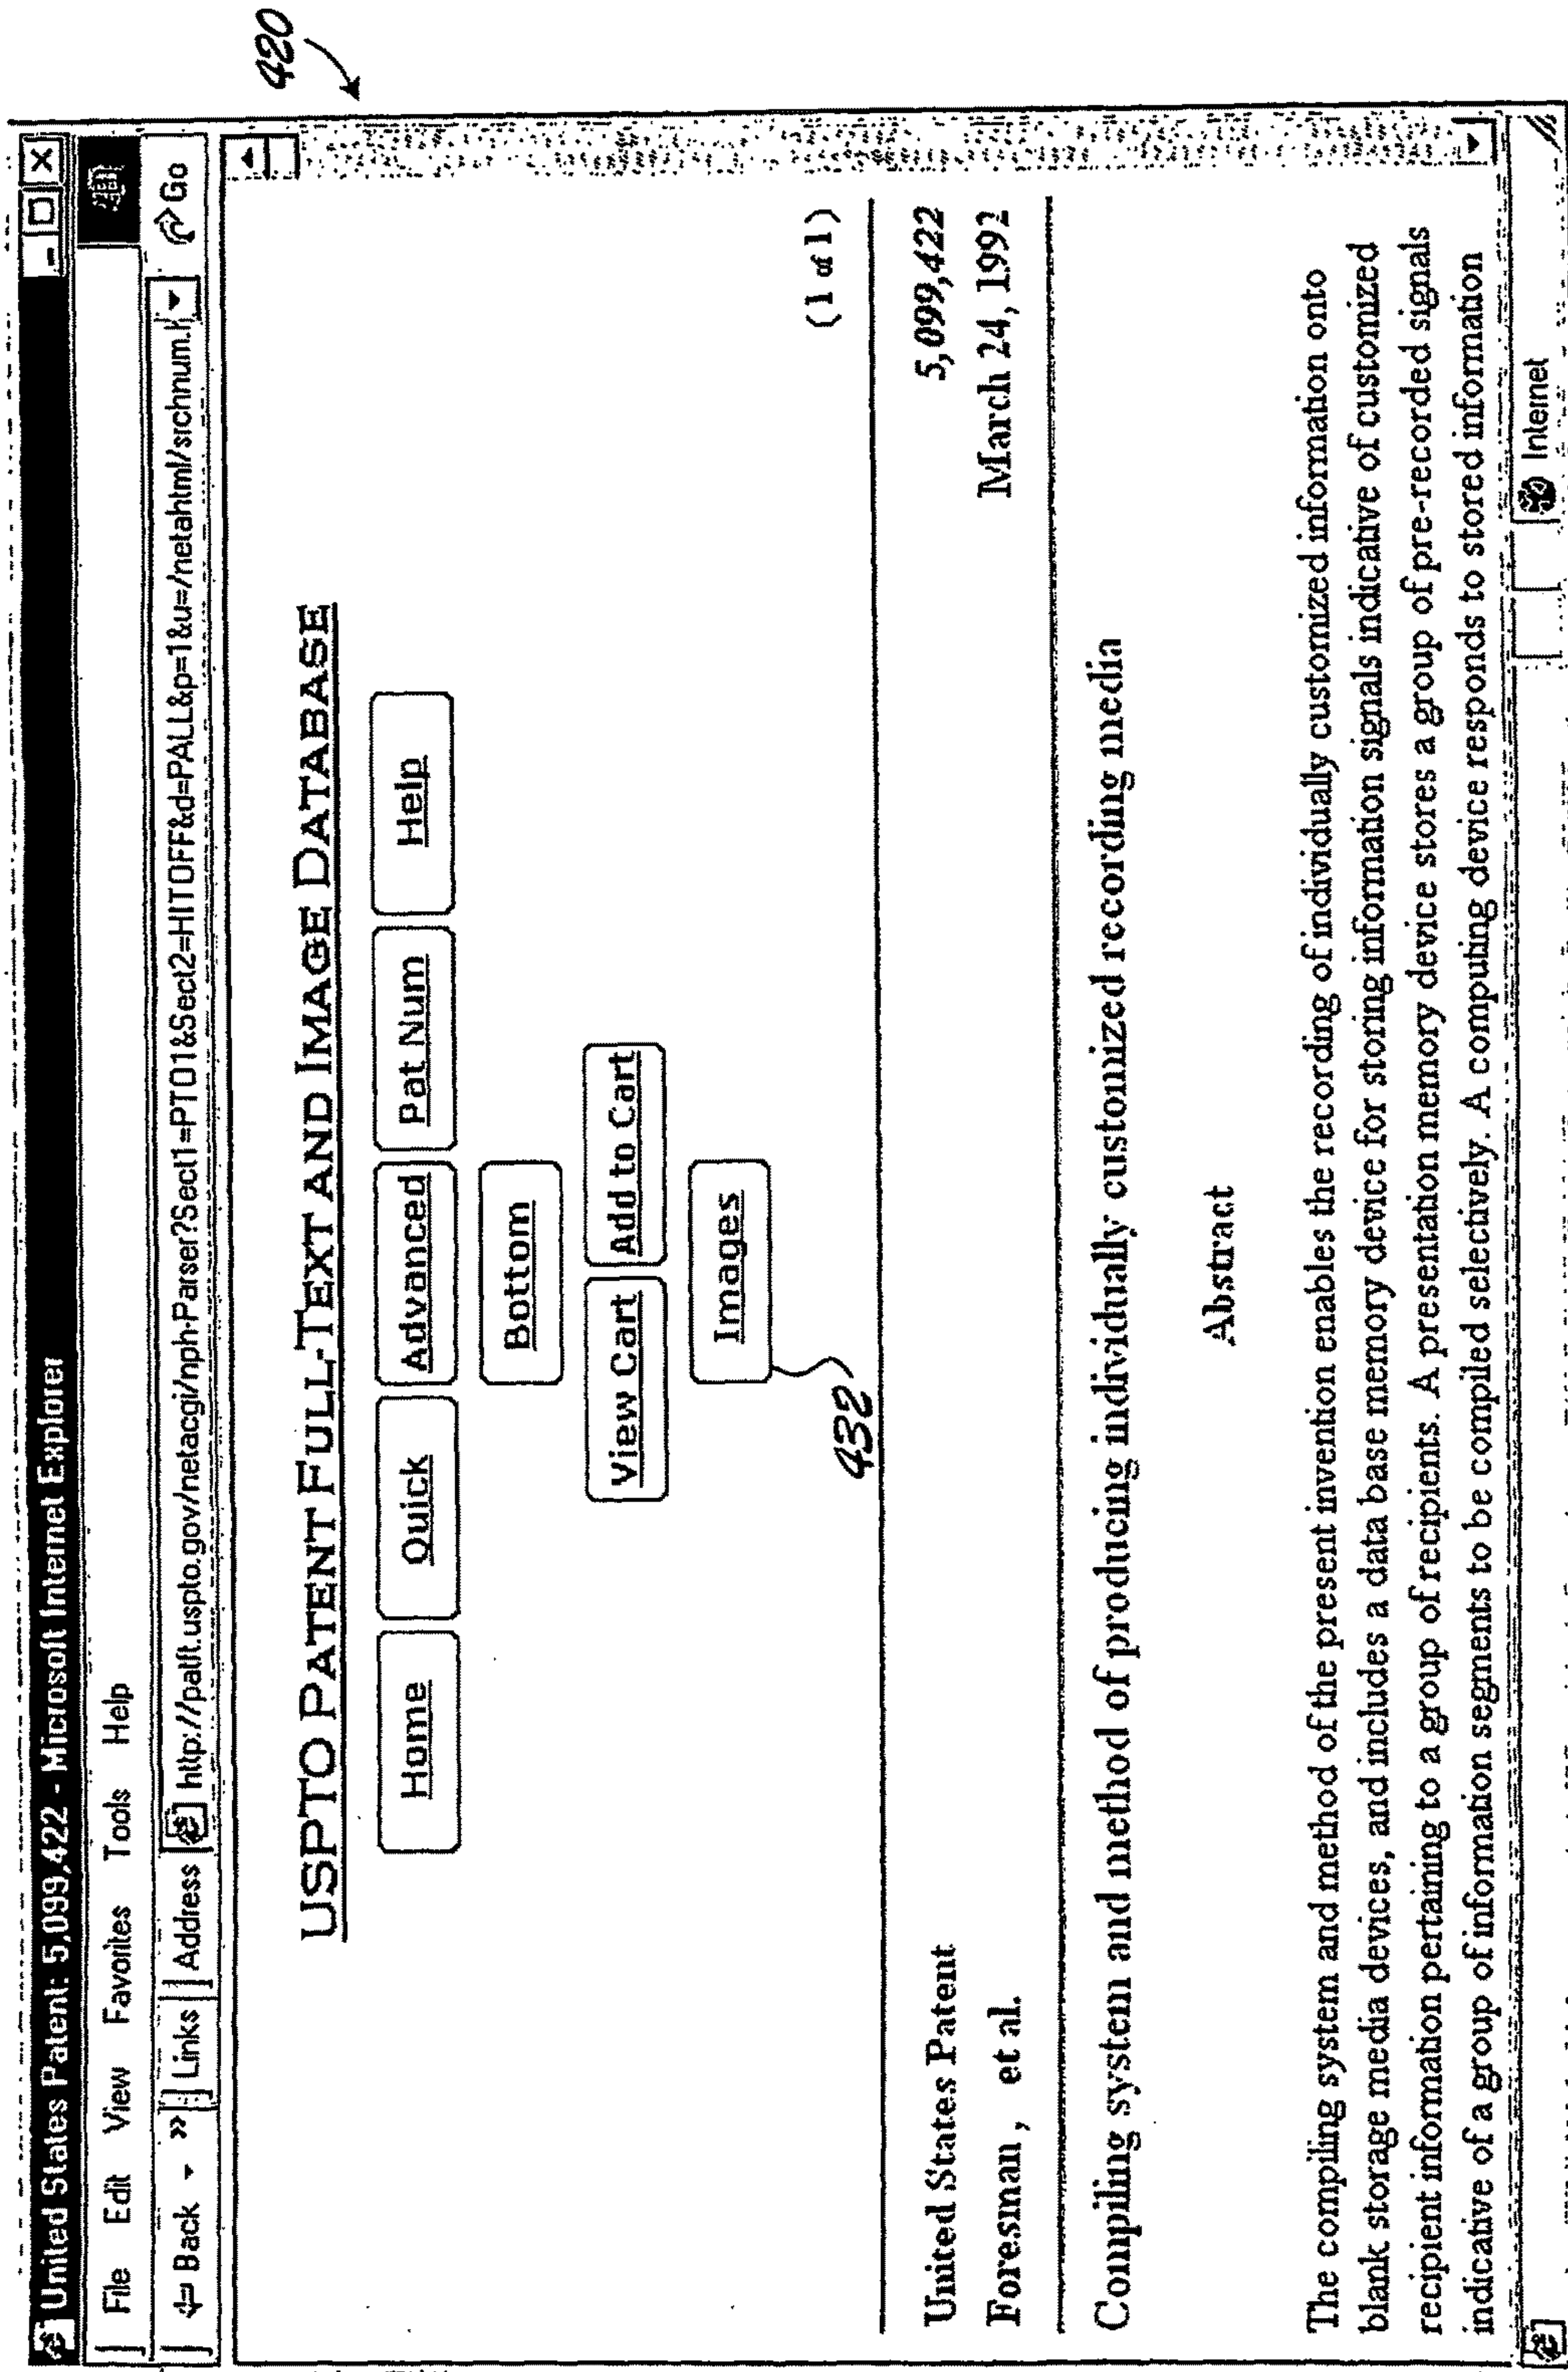 420
United States Patent: 5,099,422 - Microsoft Internet Explorer
File Edit View Favorites Tools Help
Back » Links Address http://patft.uspto.gov/netacgi/nph-Parser?Sect1=PTO1&Sect2=HITOFF&d=PALL&p=1&u=/netahtml/srchnum.h Go
USPTO PATENT FULL-TEXT AND IMAGE DATABASE
Home Quick Advanced Pat Num Help
Bottom
View Cart Add to Cart
Images
432
(1 of 1)
United States Patent 5,099,422
Foresman, et al. March 24, 1992
Compiling system and method of producing individually customized recording media
Abstract
The compiling system and method of the present invention enables the recording of individually customized information onto
blank storage media devices, and includes a data base memory device for storing information signals indicative of customized
recipient information pertaining to a group of recipients. A presentation memory device stores a group of pre-recorded signals
indicative of a group of information segments to be compiled selectively. A computing device responds to stored information
Internet